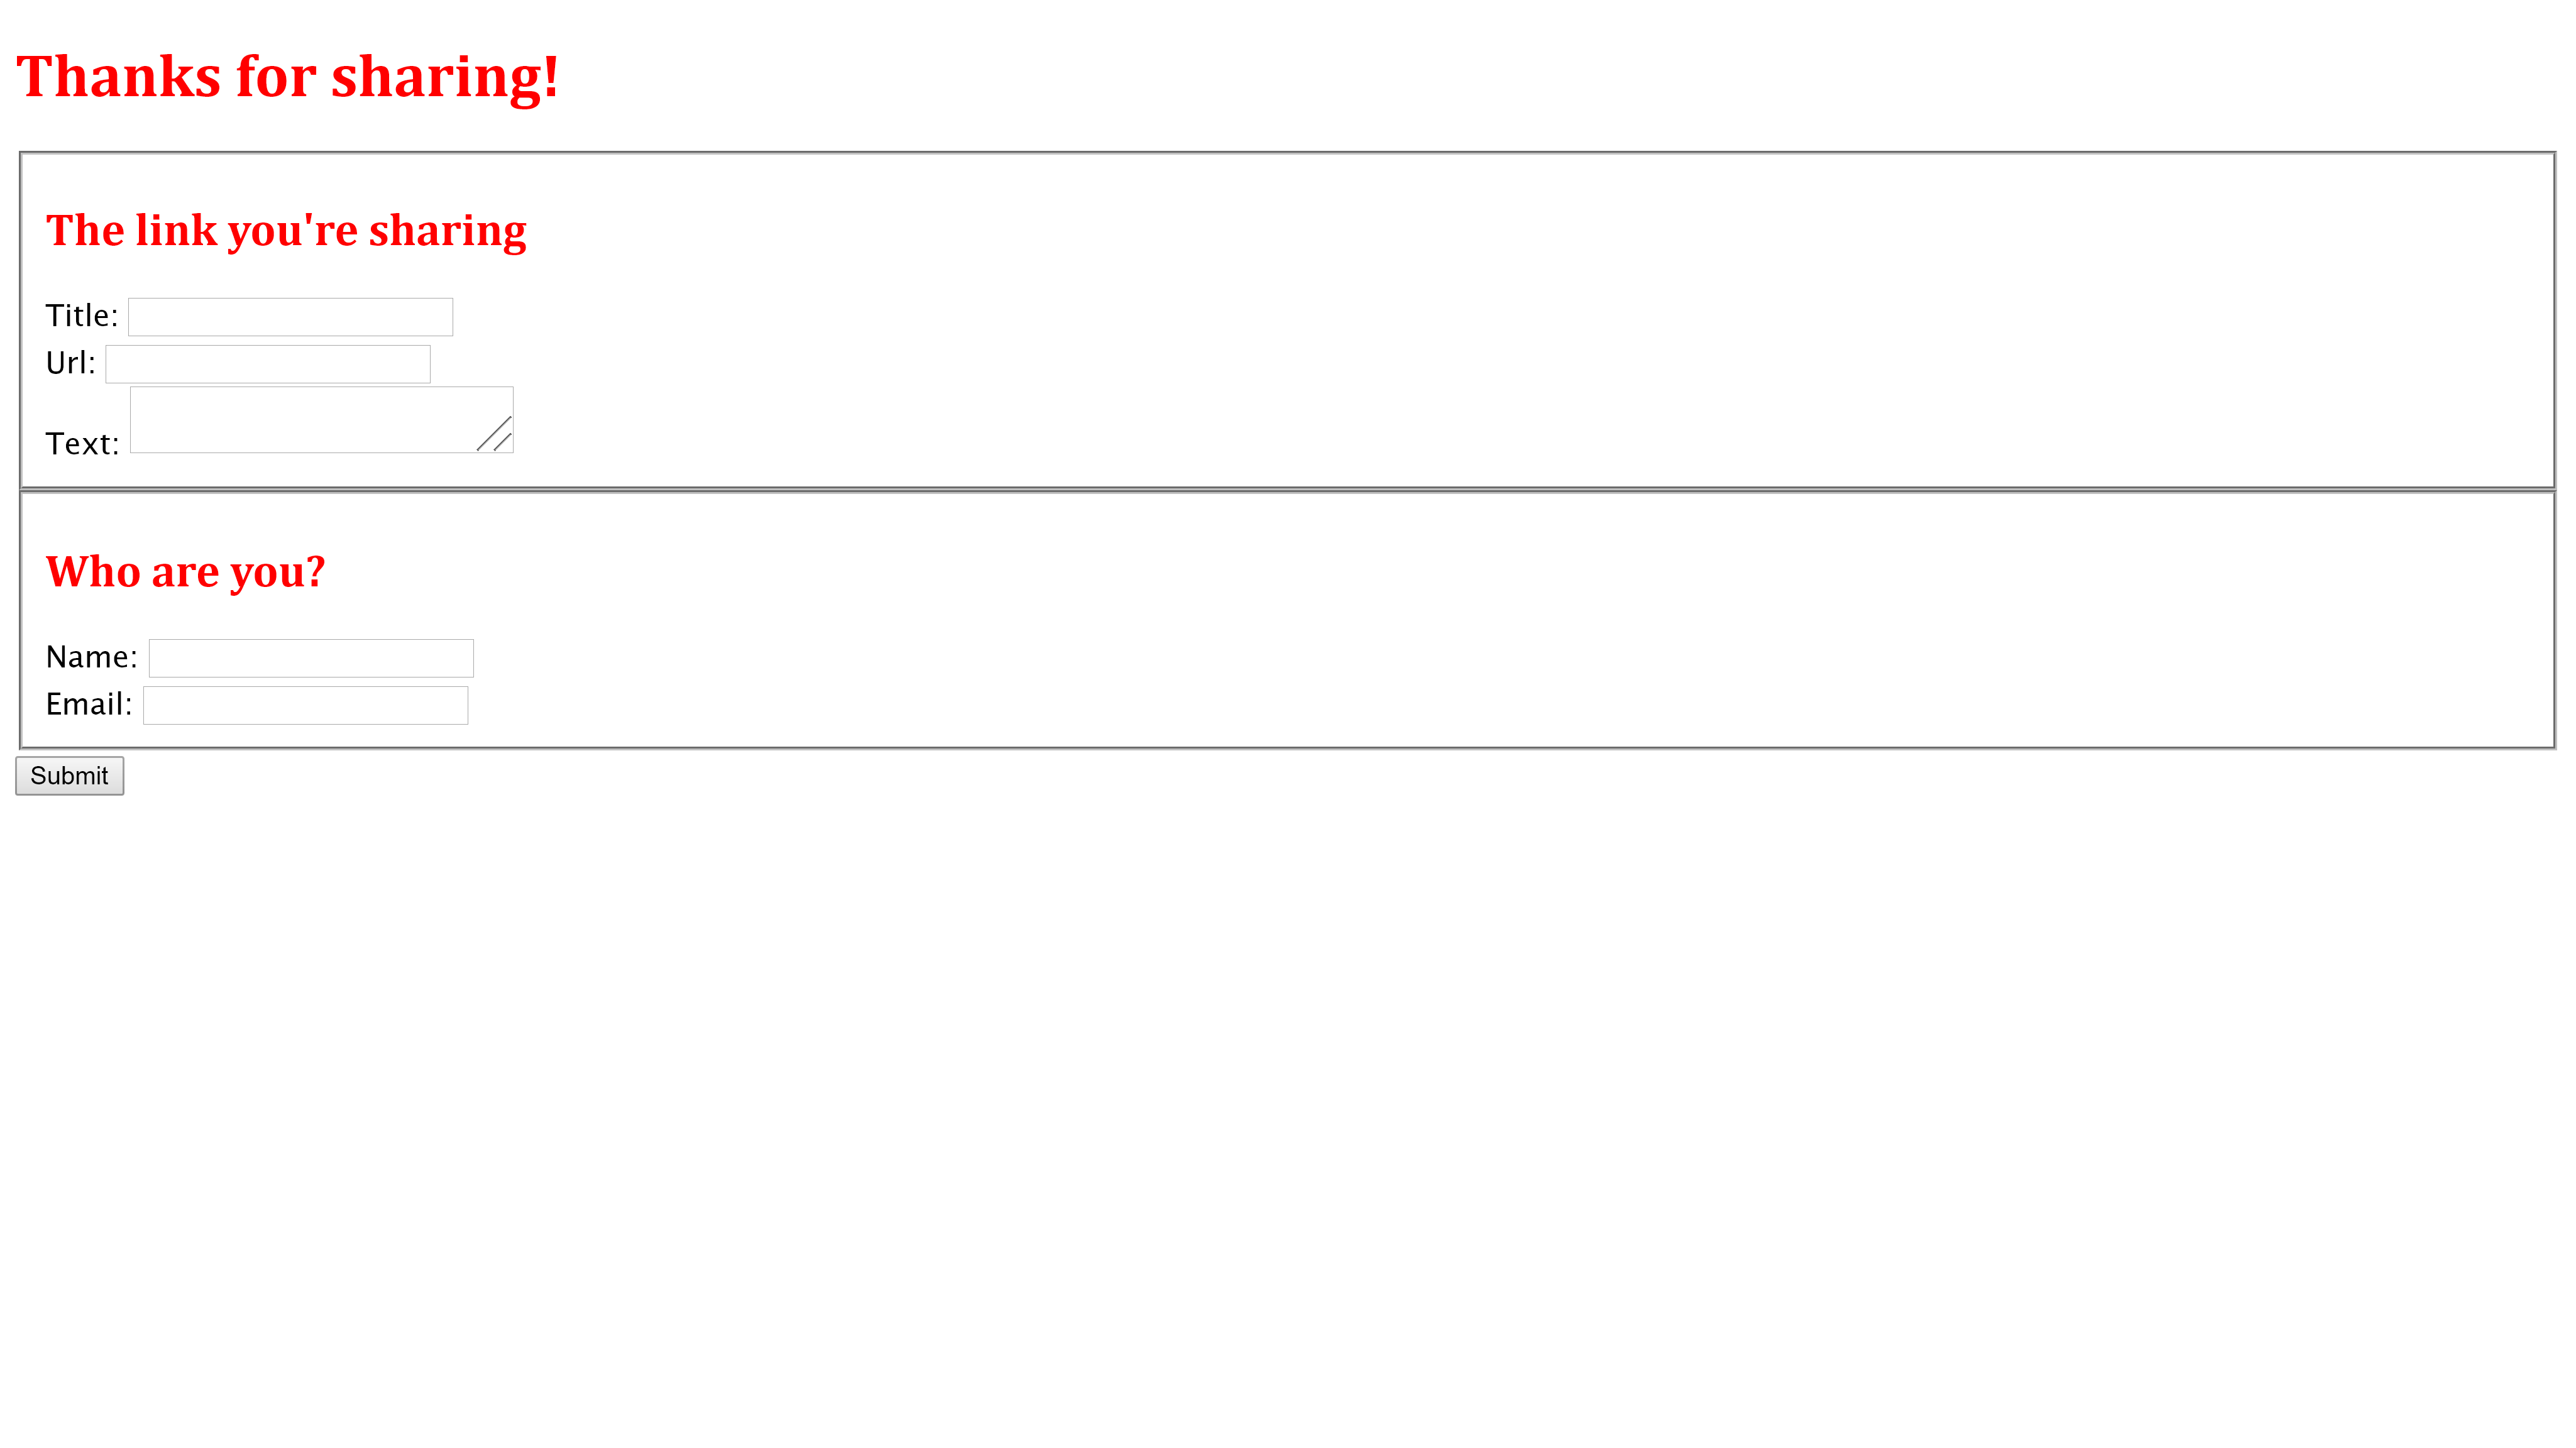 Thanks for sharing!
The link you're sharing
Title:
Url:
Text:
Who are you?
Name:
Email:
Submit